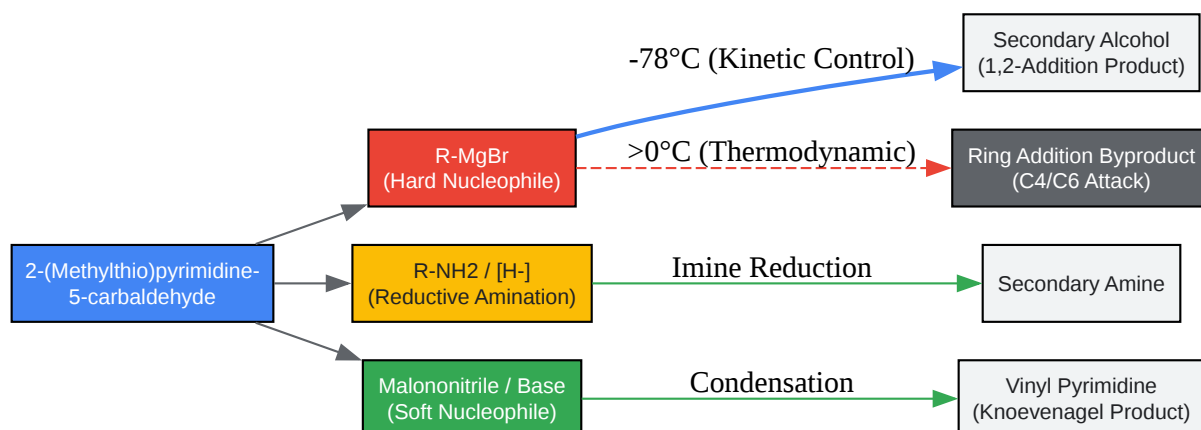 2-(Methylthio)pyrimidine-
5-carbaldehyde
R-MgBr
(Hard Nucleophile)
R-NH2 / [H-]
(Reductive Amination)
Malononitrile / Base
(Soft Nucleophile)
-78°C (Kinetic Control)
>0°C (Thermodynamic)
Imine Reduction
Condensation
Secondary Alcohol
(1,2-Addition Product)
Ring Addition Byproduct
(C4/C6 Attack)
Secondary Amine
Vinyl Pyrimidine
(Knoevenagel Product)